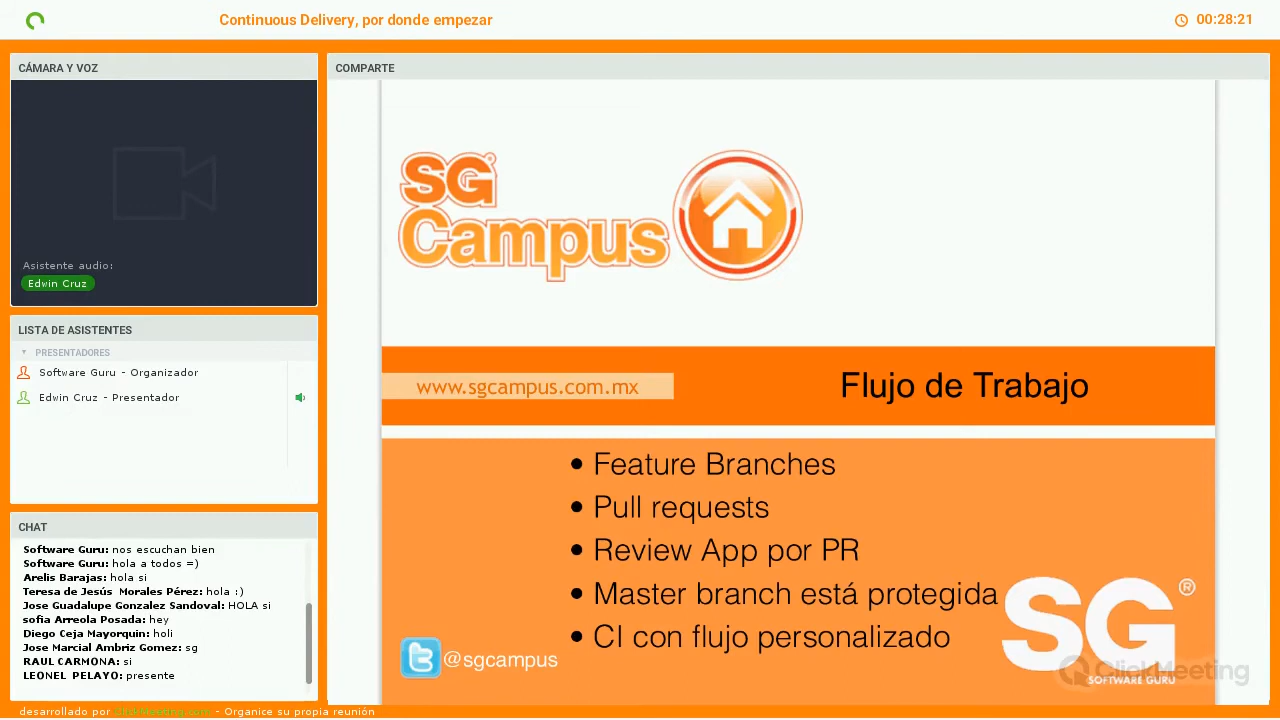 Continuous Delivery, por donde empezar
00:28:21
CÁMARA Y VOZ
Asistente audio:
Edwin Cruz
LISTA DE ASISTENTES
PRESENTADORES
Software Guru - Organizador
Edwin Cruz - Presentador
CHAT
Software Guru: nos escuchan bien
Software Guru: hola a todos =)
Arelis Barajas: hola si
Teresa de Jesús Morales Pérez: hola :)
Jose Guadalupe Gonzalez Sandoval: HOLA si
sofia Arreola Posada: hey
Diego Ceja Mayorquin: holi
Jose Marcial Ambriz Gomez: sg
RAUL CARMONA: si
LEONEL PELAYO: presente
COMPARTE
SG
Campus
www.sgcampus.com.mx
Flujo de Trabajo
• Feature Branches
• Pull requests
• Review App por PR
• Master branch está protegida
• CI con flujo personalizado
@sgcampus
SG®
SOFTWARE GURU
ClickMeeting
desarrollado por ClickMeeting.com - Organice su propia reunión